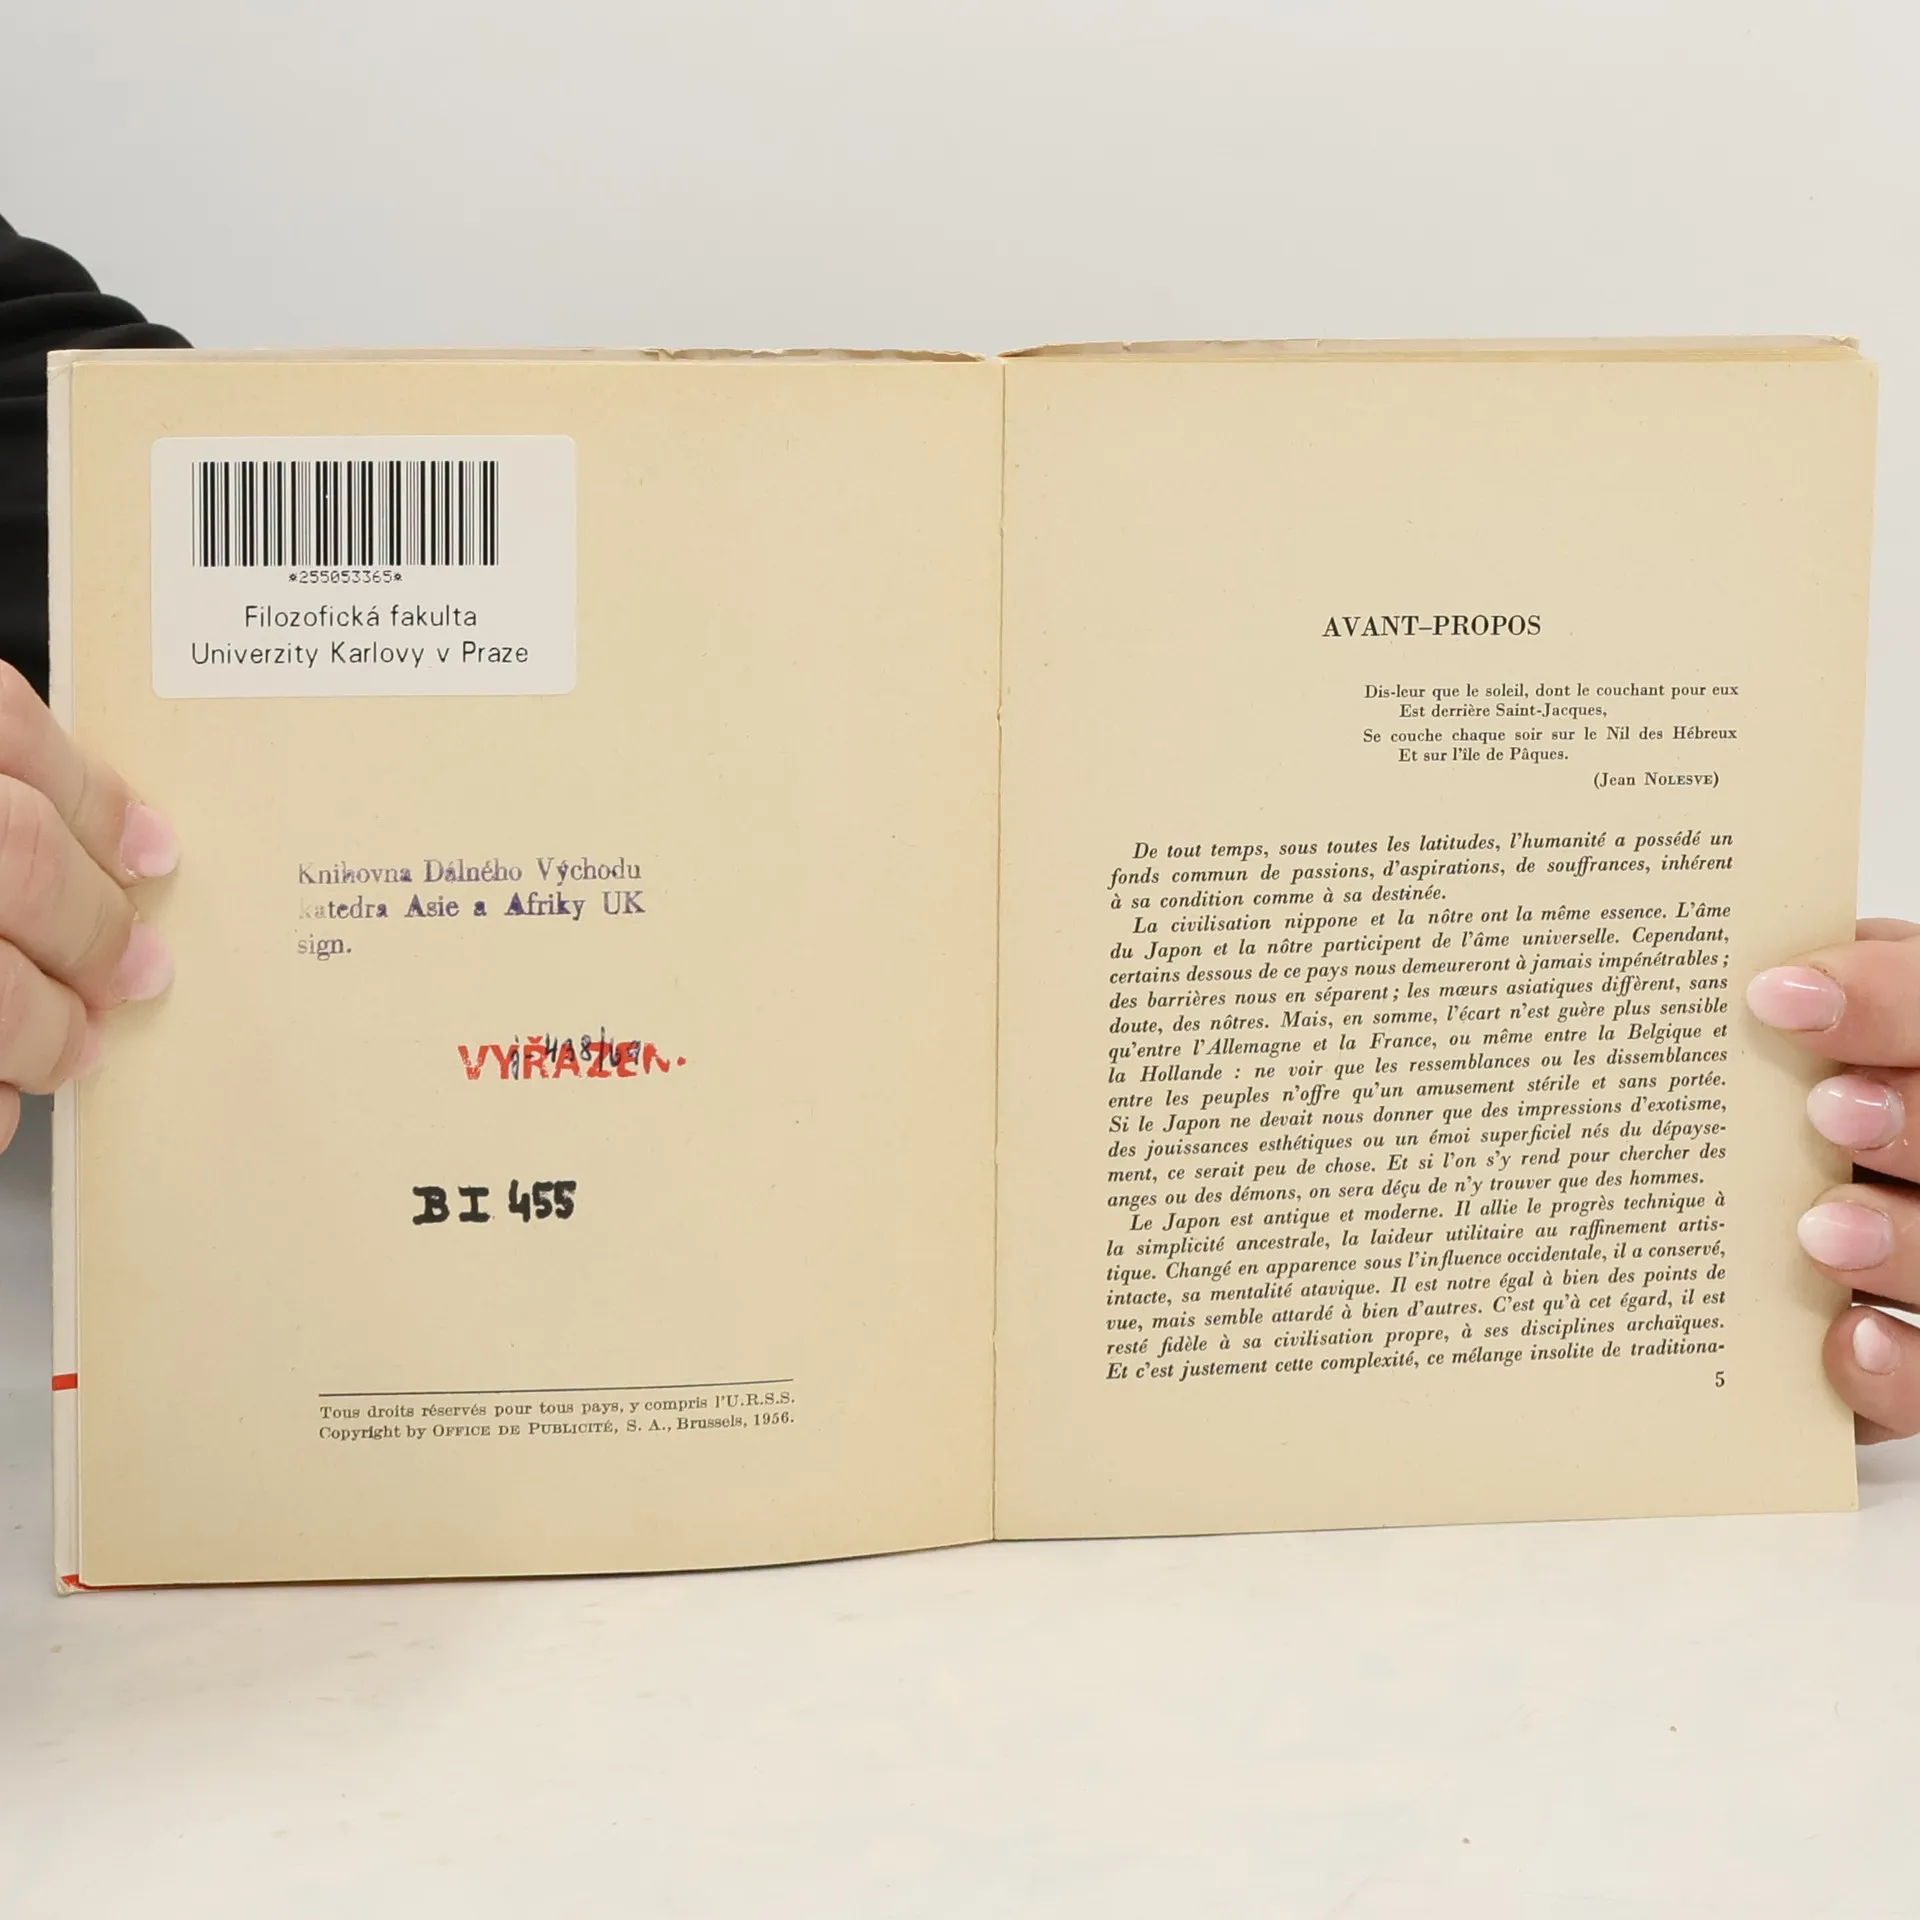 *255053365*
Filozofická fakulta
Univerzity Karlovy v Praze
Knihovna Dálného Východu
katedra Asie a Afriky UK
sign.
VYŘAZEN.
BI 455
Tous droits réservés pour tous pays, y compris l'U.R.S.S.
Copyright by OFFICE DE PUBLICITÉ, S. A., Brussels, 1956.
AVANT–PROPOS
Dis-leur que le soleil, dont le couchant pour eux
Est derrière Saint-Jacques,
Se couche chaque soir sur le Nil des Hébreux
Et sur l'île de Pâques.
(Jean NOLESVE)
De tout temps, sous toutes les latitudes, l'humanité a possédé un
fonds commun de passions, d'aspirations, de souffrances, inhérent
à sa condition comme à sa destinée.
La civilisation nippone et la nôtre ont la même essence. L'âme
du Japon et la nôtre participent de l'âme universelle. Cependant,
certains dessous de ce pays nous demeureront à jamais impénétrables ;
des barrières nous en séparent ; les mœurs asiatiques diffèrent, sans
doute, des nôtres. Mais, en somme, l'écart n'est guère plus sensible
qu'entre l'Allemagne et la France, ou même entre la Belgique et
la Hollande : ne voir que les ressemblances ou les dissemblances
entre les peuples n'offre qu'un amusement stérile et sans portée.
Si le Japon ne devait nous donner que des impressions d'exotisme,
des jouissances esthétiques ou un émoi superficiel nés du dépayse-
ment, ce serait peu de chose. Et si l'on s'y rend pour chercher des
anges ou des démons, on sera déçu de n'y trouver que des hommes.
Le Japon est antique et moderne. Il allie le progrès technique à
la simplicité ancestrale, la laideur utilitaire au raffinement artis-
tique. Changé en apparence sous l'influence occidentale, il a conservé,
intacte, sa mentalité atavique. Il est notre égal à bien des points de
vue, mais semble attardé à bien d'autres. C'est qu'à cet égard, il est
resté fidèle à sa civilisation propre, à ses disciplines archaïques.
Et c'est justement cette complexité, ce mélange insolite de traditiona-
5